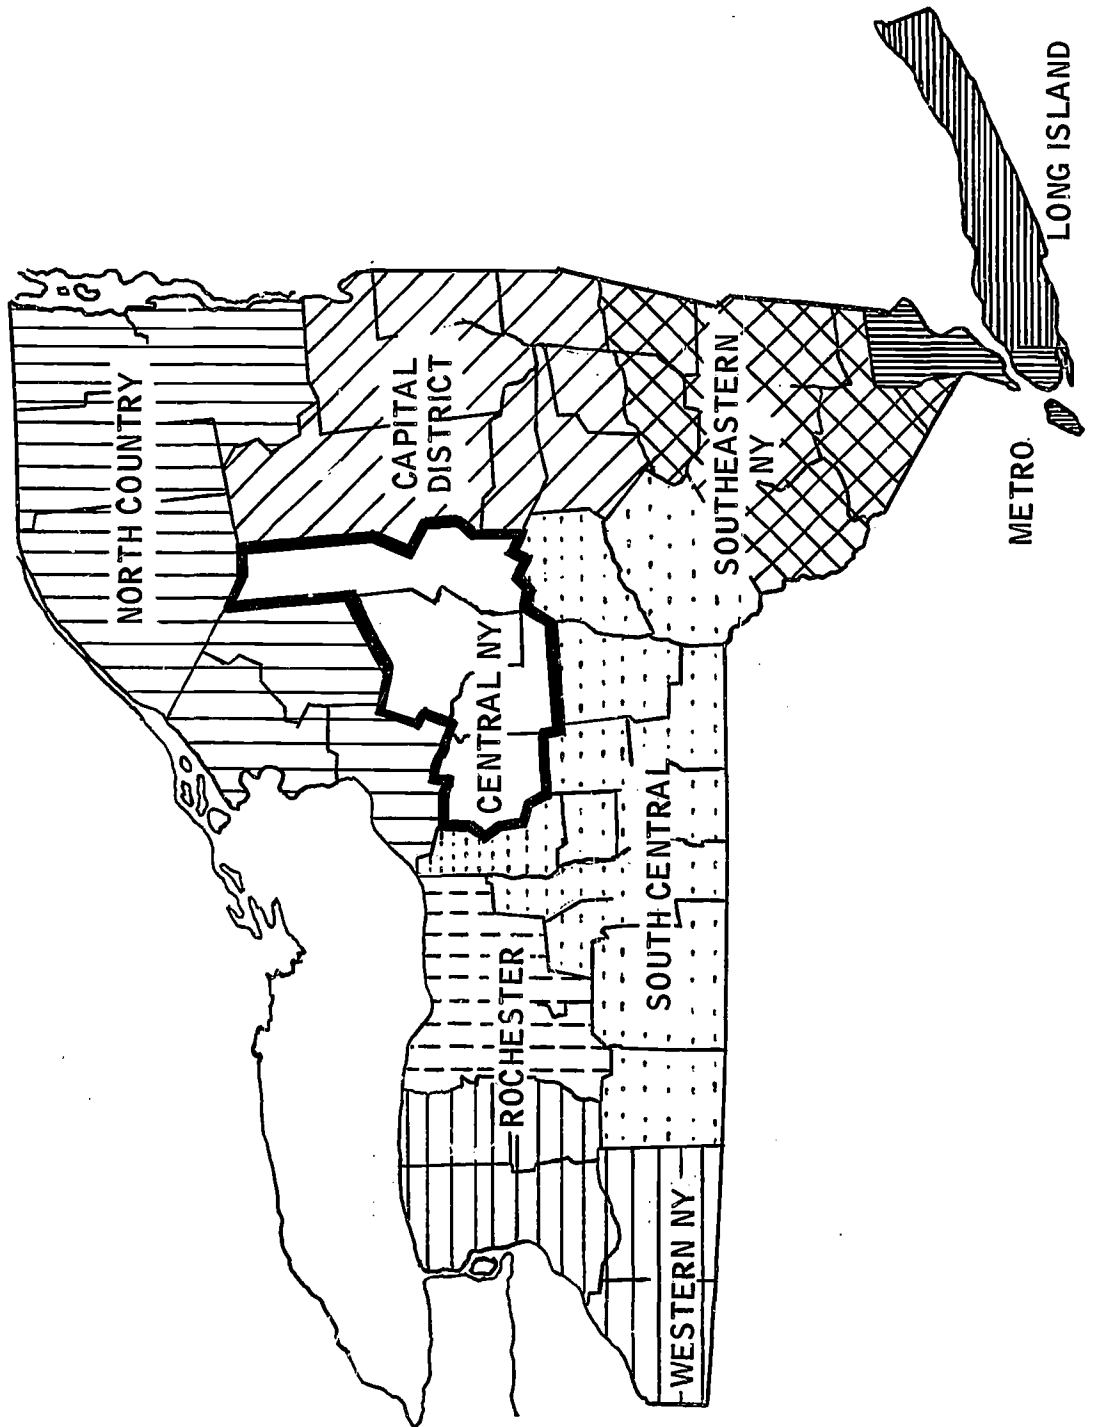 NORTH COUNTRY
CAPITAL
DISTRICT
CENTRAL NY
ROCHESTER
WESTERN NY
SOUTH CENTRAL
SOUTHEASTERN
NY
METRO
LONG ISLAND